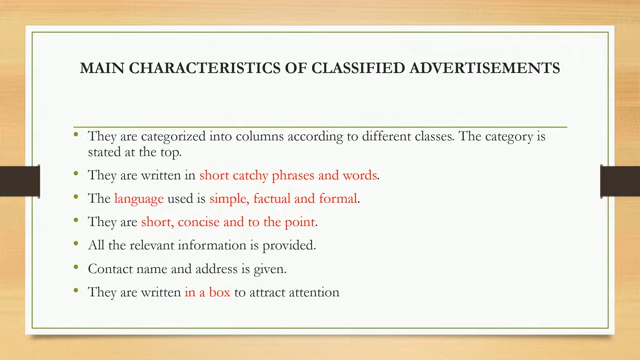 MAIN CHARACTERISTICS OF CLASSIFIED ADVERTISEMENTS
• They are categorized into columns according to different classes. The category is
stated at the top.
• They are written in short catchy phrases and words.
• The language used is simple, factual and formal.
• They are short, concise and to the point.
• All the relevant information is provided.
• Contact name and address is given.
• They are written in a box to attract attention